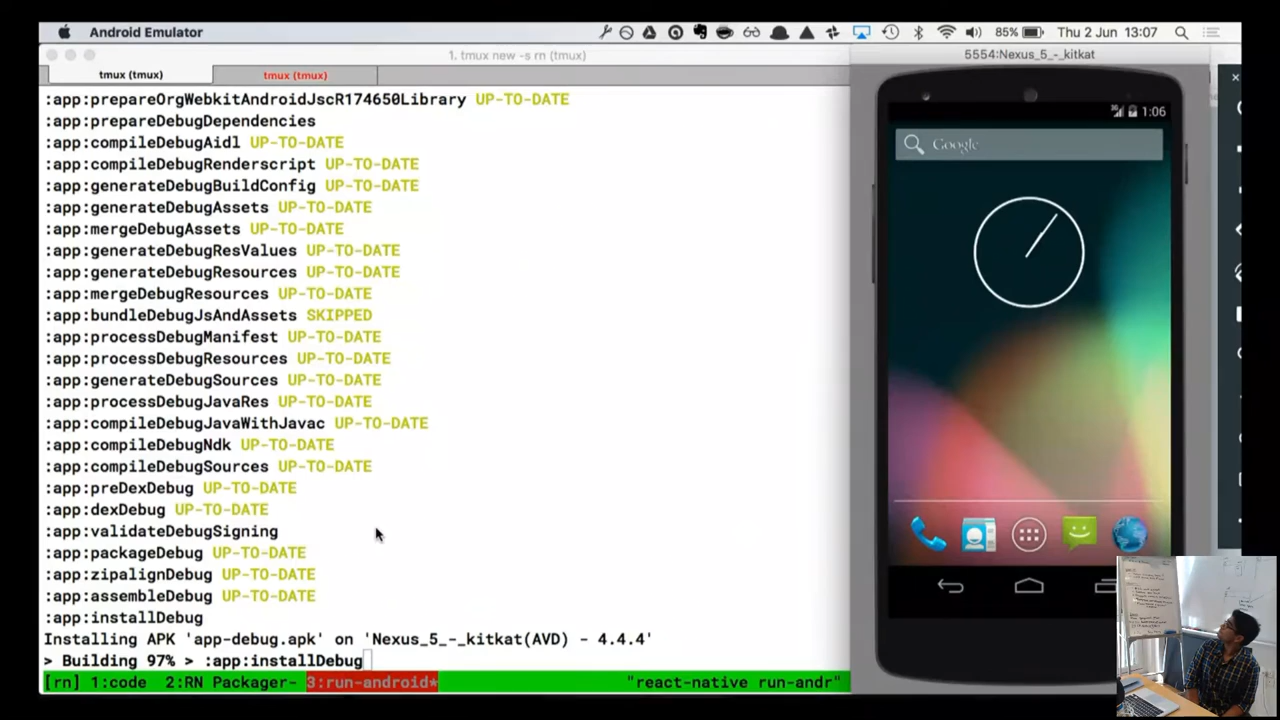 Android Emulator
85%
Thu 2 Jun 13:07
1. tmux new -s rn (tmux)
tmux (tmux)
tmux (tmux)
:app:prepareOrgWebkitAndroidJscR174650Library UP-TO-DATE
:app:prepareDebugDependencies
:app:compileDebugAidl UP-TO-DATE
:app:compileDebugRenderscript UP-TO-DATE
:app:generateDebugBuildConfig UP-TO-DATE
:app:generateDebugAssets UP-TO-DATE
:app:mergeDebugAssets UP-TO-DATE
:app:generateDebugResValues UP-TO-DATE
:app:generateDebugResources UP-TO-DATE
:app:mergeDebugResources UP-TO-DATE
:app:bundleDebugJsAndAssets SKIPPED
:app:processDebugManifest UP-TO-DATE
:app:processDebugResources UP-TO-DATE
:app:generateDebugSources UP-TO-DATE
:app:processDebugJavaRes UP-TO-DATE
:app:compileDebugJavaWithJavac UP-TO-DATE
:app:compileDebugNdk UP-TO-DATE
:app:compileDebugSources UP-TO-DATE
:app:preDexDebug UP-TO-DATE
:app:dexDebug UP-TO-DATE
:app:validateDebugSigning
:app:packageDebug UP-TO-DATE
:app:zipalignDebug UP-TO-DATE
:app:assembleDebug UP-TO-DATE
:app:installDebug
Installing APK 'app-debug.apk' on 'Nexus_5_-_kitkat(AVD) - 4.4.4'
> Building 97% > :app:installDebug
[rn] 1:code 2:RN Packager- 3:run-android* "react-native run-andr"
5554:Nexus_5_-_kitkat
3G 1:06
Google